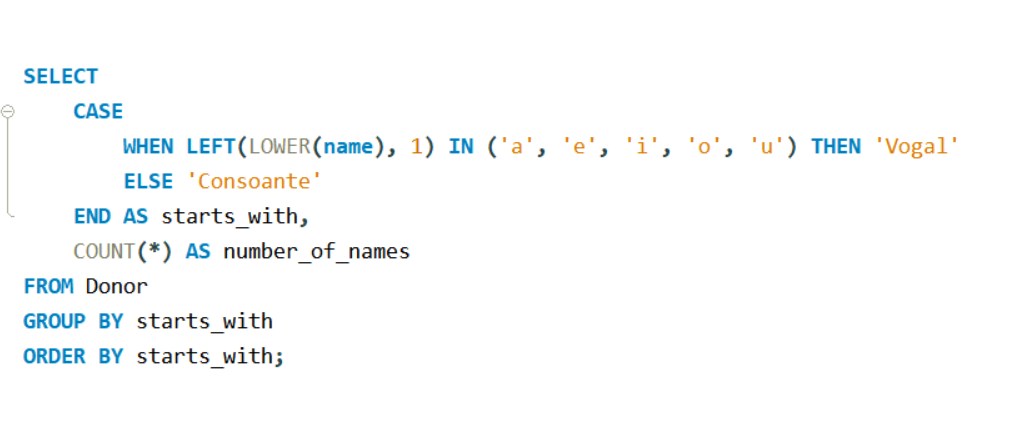 SELECT
CASE
WHEN LEFT(LOWER(name), 1) IN ('a', 'e', 'i', 'o', 'u') THEN 'Vogal'
ELSE 'Consoante'
END AS starts_with,
COUNT(*) AS number_of_names
FROM Donor
GROUP BY starts_with
ORDER BY starts_with;